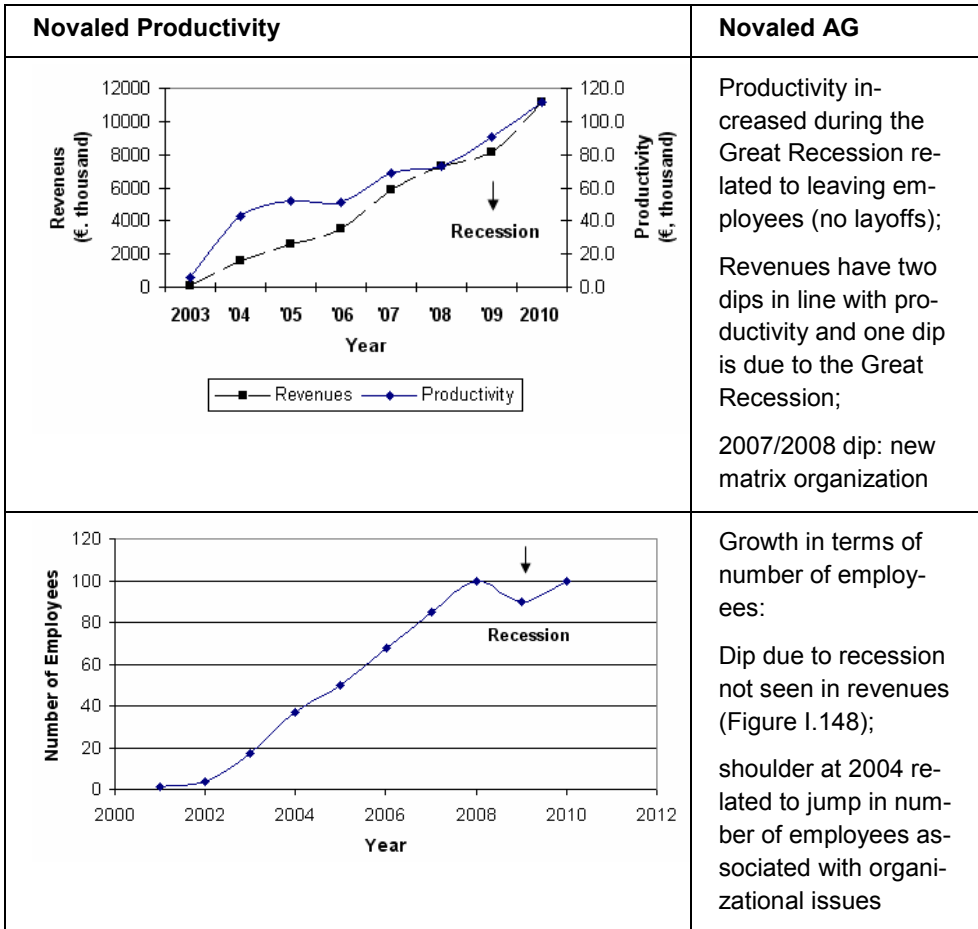 Novaled Productivity
Novaled AG
12000
10000
8000
6000
4000
2000
0
Reveneus
(€. thousand)
120.0
100.0
80.0
60.0
40.0
20.0
0.0
Productivity
(€, thousand)
Recession
2003 '04 '05 '06 '07 '08 '09 2010
Year
Revenues Productivity
Productivity in-
creased during the
Great Recession re-
lated to leaving em-
ployees (no layoffs);
Revenues have two
dips in line with pro-
ductivity and one dip
is due to the Great
Recession;
2007/2008 dip: new
matrix organization
120
100
80
60
40
20
0
Number of Employees
Recession
2000 2002 2004 2006 2008 2010 2012
Year
Growth in terms of
number of employ-
ees:
Dip due to recession
not seen in revenues
(Figure I.148);
shoulder at 2004 re-
lated to jump in num-
ber of employees as-
sociated with organi-
zational issues